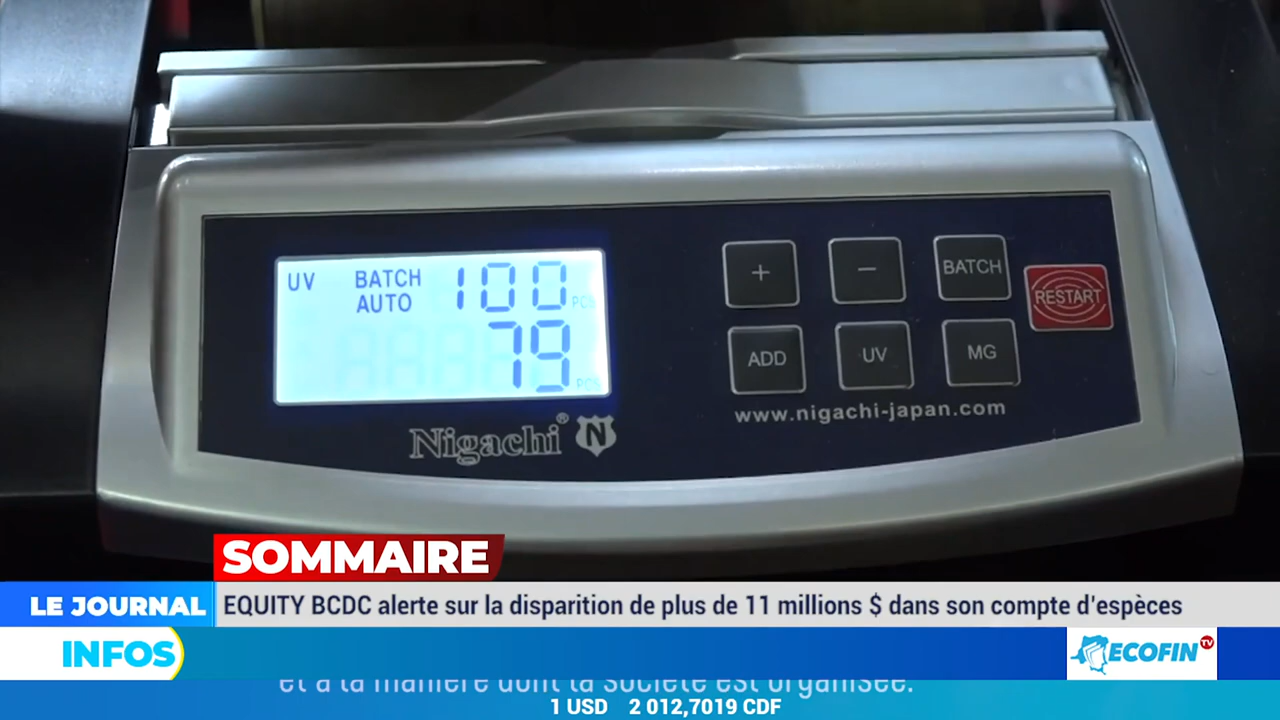 UV BATCH 100 PCS
AUTO
79 PCS
Nigachi® N
+ − BATCH
RESTART
ADD UV MG
www.nigachi-japan.com
SOMMAIRE
LE JOURNAL
EQUITY BCDC alerte sur la disparition de plus de 11 millions $ dans son compte d'espèces
INFOS
ECOFIN TV
et à la manière dont la société est organisée.
1 USD 2 012,7019 CDF